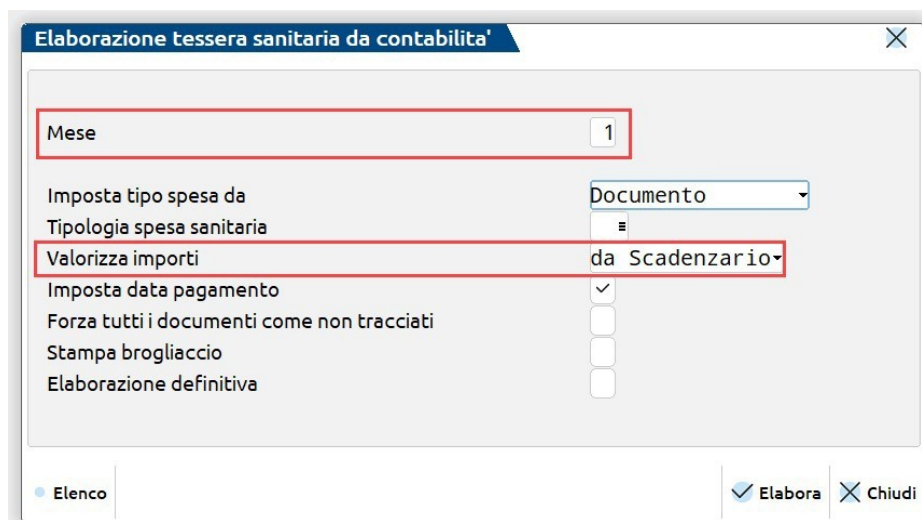 Elaborazione tessera sanitaria da contabilita'
Mese 1
Imposta tipo spesa da Documento
Tipologia spesa sanitaria
Valorizza importi da Scadenzario
Imposta data pagamento
Forza tutti i documenti come non tracciati
Stampa brogliaccio
Elaborazione definitiva
Elenco Elabora Chiudi